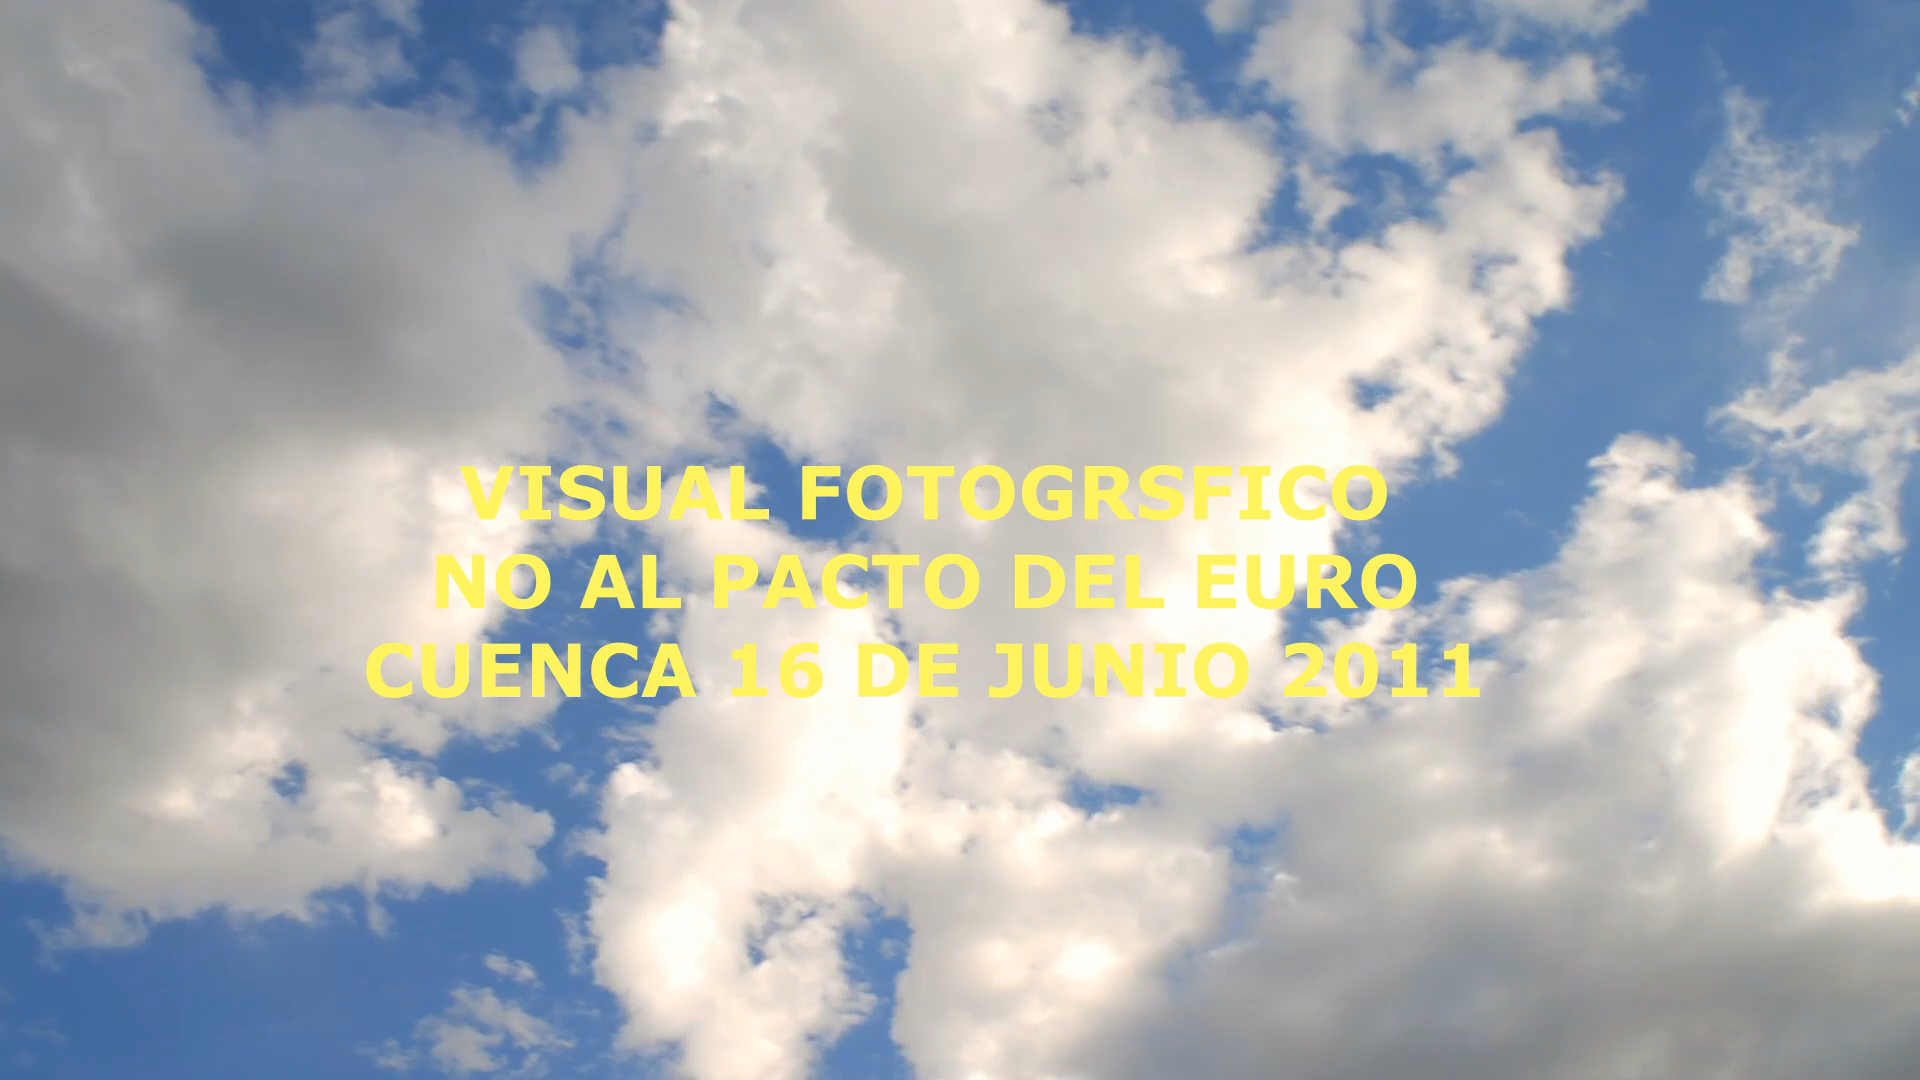 VISUAL FOTOGRSFICO
NO AL PACTO DEL EURO
CUENCA 16 DE JUNIO 2011